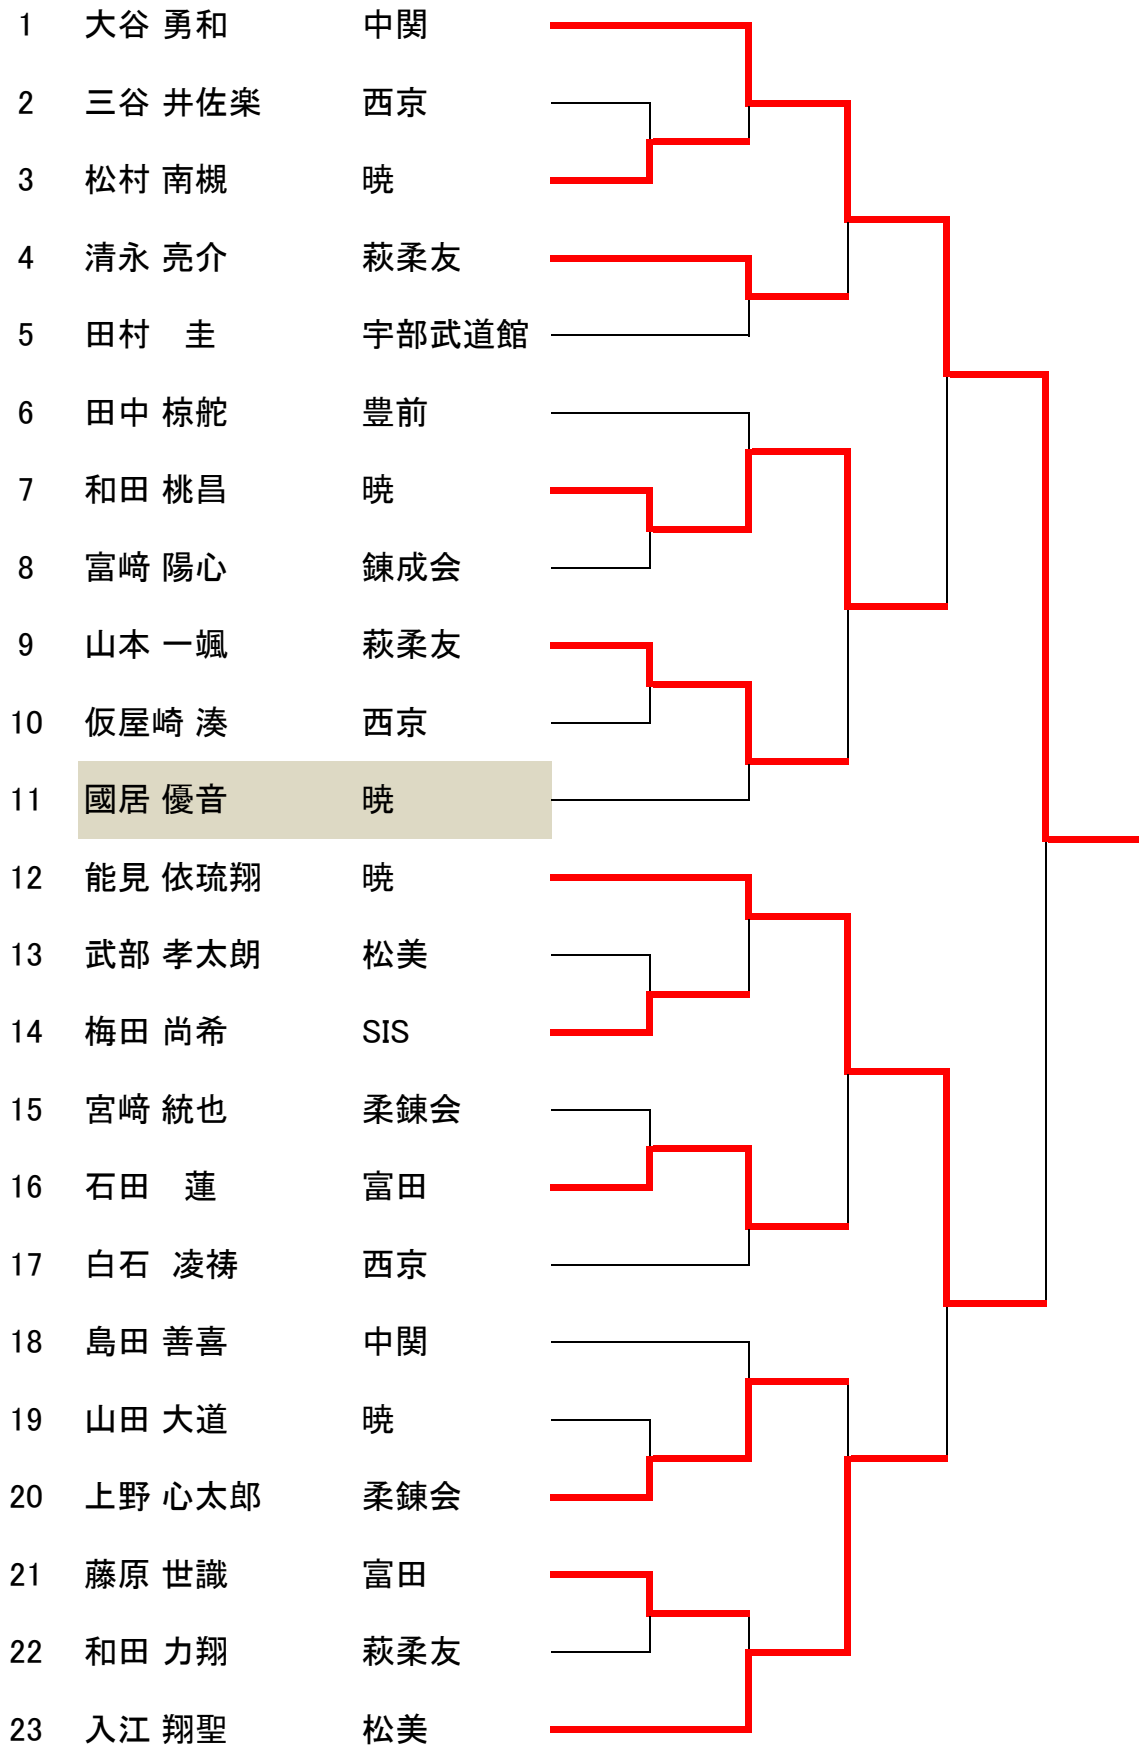 1 大谷 勇和 中関
2 三谷 井佐楽 西京
3 松村 南槻 暁
4 清永 亮介 萩柔友
5 田村　圭 宇部武道館
6 田中 椋舵 豊前
7 和田 桃昌 暁
8 富﨑 陽心 錬成会
9 山本 一颯 萩柔友
10 仮屋崎 湊 西京
11 國居 優音 暁
12 能見 依琉翔 暁
13 武部 孝太朗 松美
14 梅田 尚希 SIS
15 宮﨑 統也 柔錬会
16 石田　蓮 富田
17 白石 凌祷 西京
18 島田 善喜 中関
19 山田 大道 暁
20 上野 心太郎 柔錬会
21 藤原 世識 富田
22 和田 力翔 萩柔友
23 入江 翔聖 松美